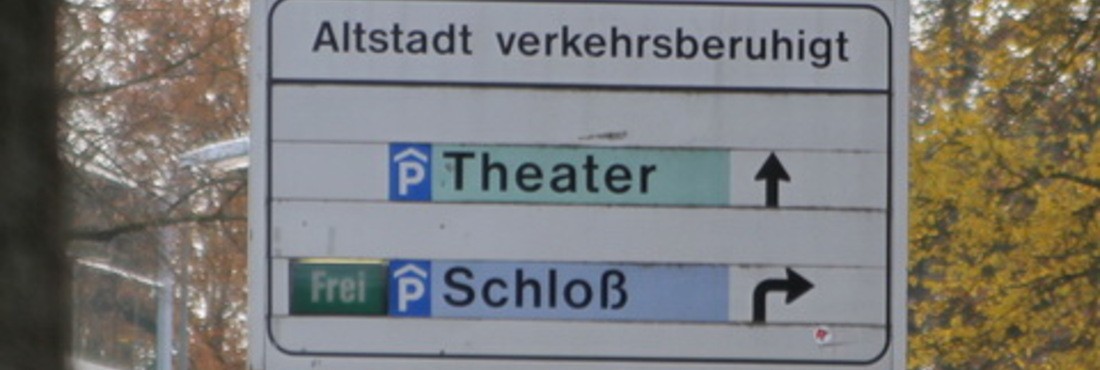 Altstadt verkehrsberuhigt
P Theater
Frei P Schloß